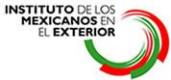 INSTITUTO DE LOS
MEXICANOS EN
EL EXTERIOR